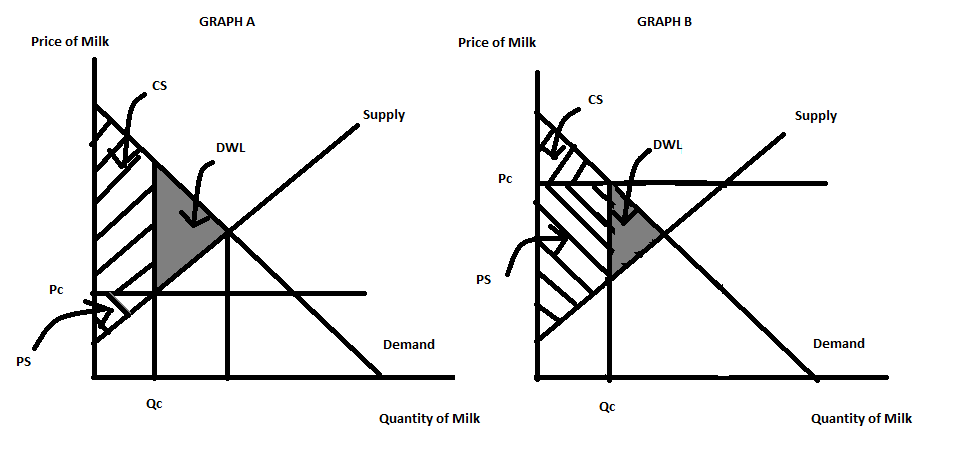 GRAPH A
Price of Milk
CS
Supply
DWL
Pc
PS
Demand
Qc
Quantity of Milk
GRAPH B
Price of Milk
CS
Supply
DWL
Pc
PS
Demand
Qc
Quantity of Milk